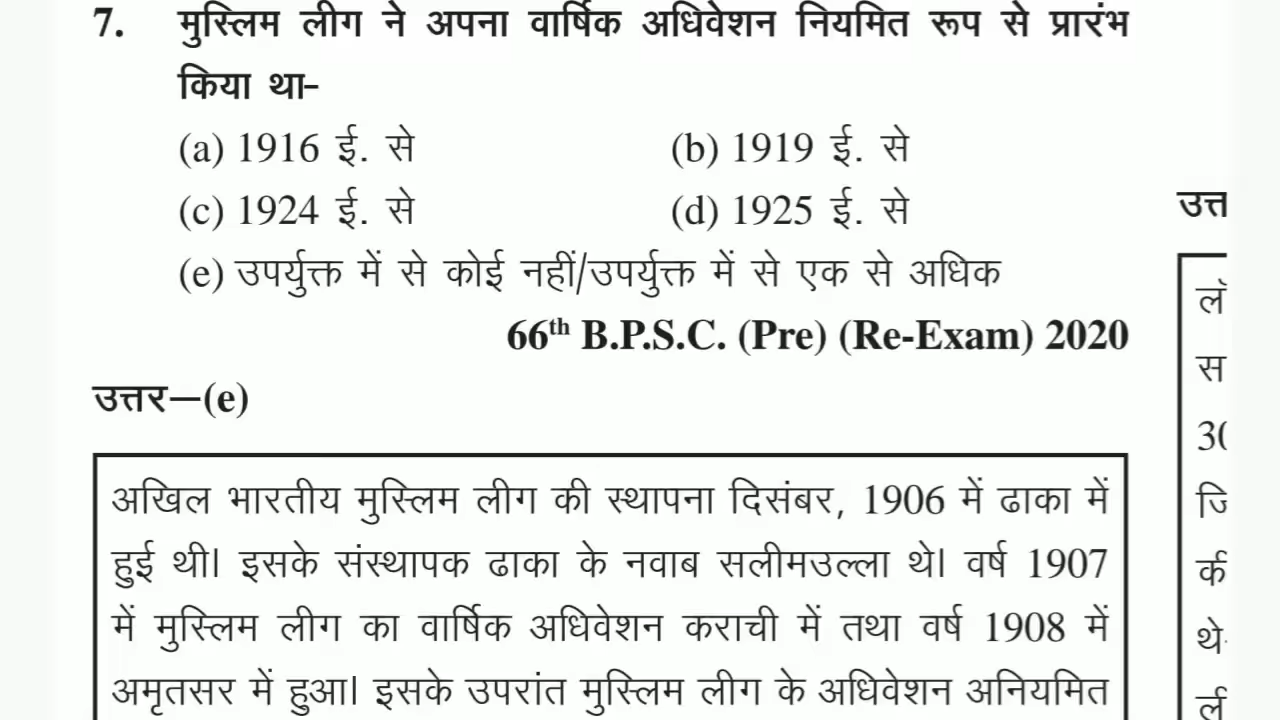 7. मुस्लिम लीग ने अपना वार्षिक अधिवेशन नियमित रूप से प्रारंभ
किया था-
(a) 1916 ई. से (b) 1919 ई. से
(c) 1924 ई. से (d) 1925 ई. से
(e) उपर्युक्त में से कोई नहीं/उपर्युक्त में से एक से अधिक
66th B.P.S.C. (Pre) (Re-Exam) 2020
उत्तर—(e)
अखिल भारतीय मुस्लिम लीग की स्थापना दिसंबर, 1906 में ढाका में
हुई थी। इसके संस्थापक ढाका के नवाब सलीमउल्ला थे। वर्ष 1907
में मुस्लिम लीग का वार्षिक अधिवेशन कराची में तथा वर्ष 1908 में
अमृतसर में हुआ। इसके उपरांत मुस्लिम लीग के अधिवेशन अनियमित